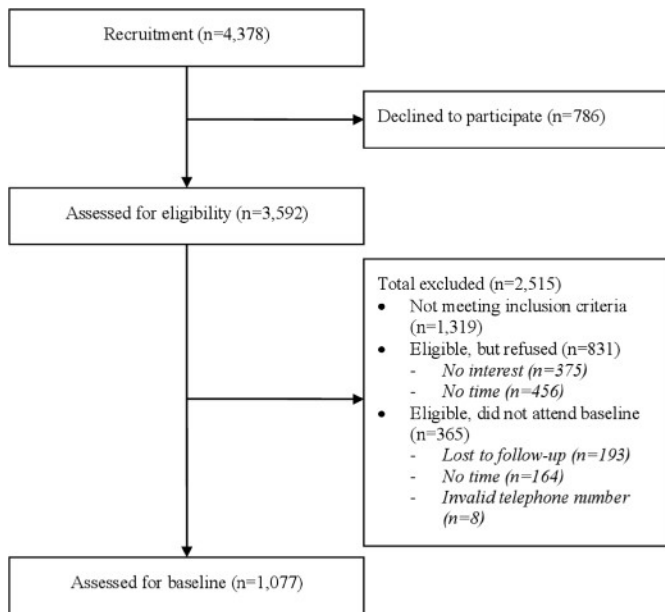 Recruitment (n=4,378)
Declined to participate (n=786)
Assessed for eligibility (n=3,592)
Total excluded (n=2,515)
• Not meeting inclusion criteria
(n=1,319)
• Eligible, but refused (n=831)
- No interest (n=375)
- No time (n=456)
• Eligible, did not attend baseline
(n=365)
- Lost to follow-up (n=193)
- No time (n=164)
- Invalid telephone number
(n=8)
Assessed for baseline (n=1,077)